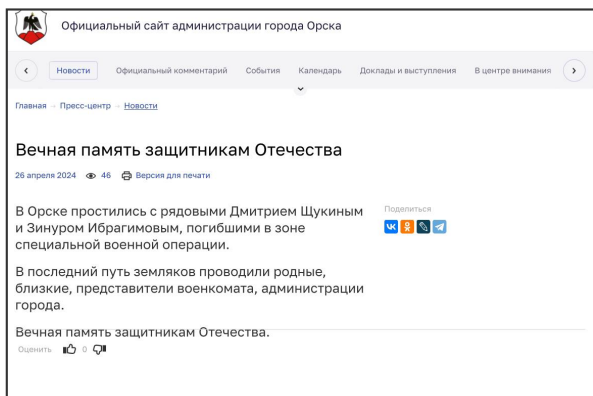 Официальный сайт администрации города Орска
Новости Официальный комментарий События Календарь Доклады и выступления В центре внимания
Главная → Пресс-центр → Новости
Вечная память защитникам Отечества
26 апреля 2024 46 Версия для печати
В Орске простились с рядовыми Дмитрием Щукиным
и Зинуром Ибрагимовым, погибшими в зоне
специальной военной операции.
В последний путь земляков проводили родные,
близкие, представители военкомата, администрации
города.
Вечная память защитникам Отечества.
Поделиться
Оценить 0